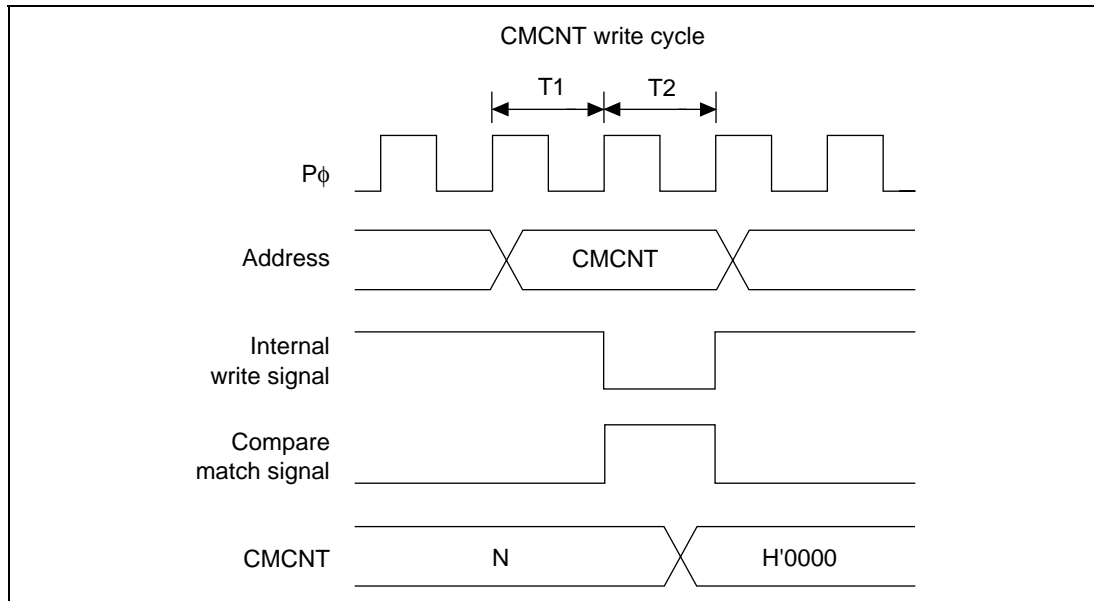 CMCNT write cycle
T1 T2
Pϕ
Address CMCNT
Internal
write signal
Compare
match signal
CMCNT N H'0000